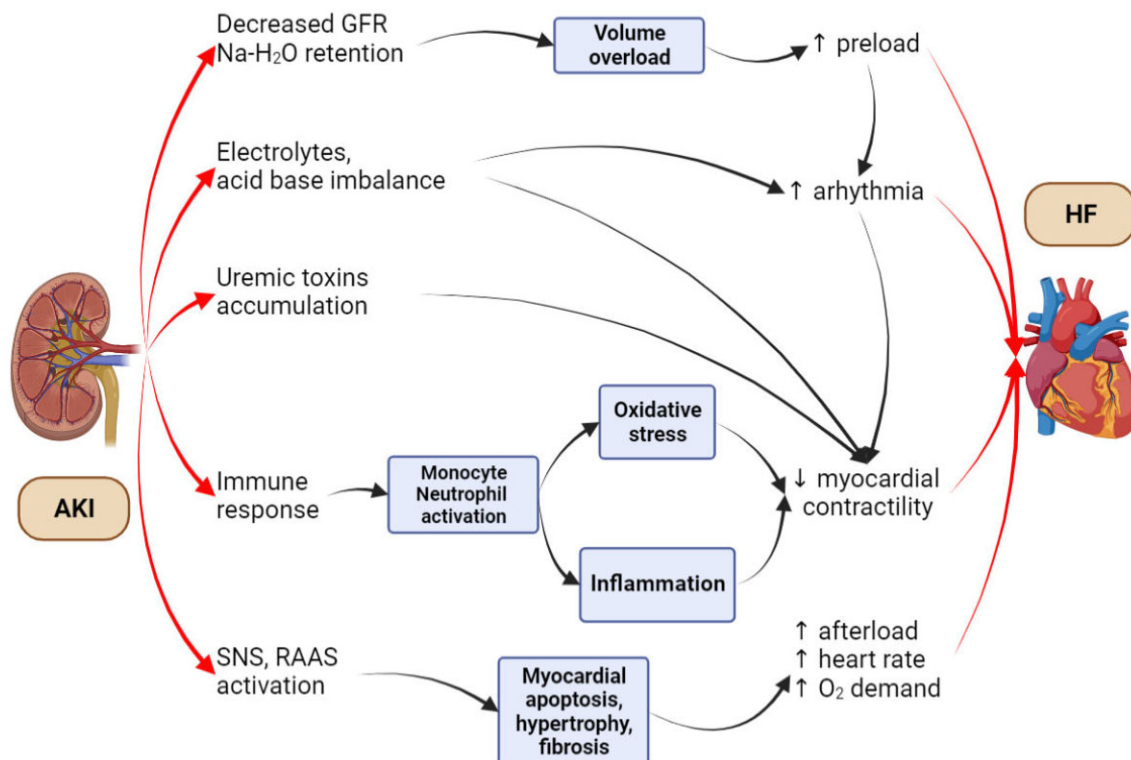 Decreased GFR
Na-H₂O retention
Volume
overload
↑ preload
Electrolytes,
acid base imbalance
↑ arhythmia
HF
Uremic toxins
accumulation
Oxidative
stress
AKI
Immune
response
Monocyte
Neutrophil
activation
↓ myocardial
contractility
Inflammation
SNS, RAAS
activation
Myocardial
apoptosis,
hypertrophy,
fibrosis
↑ afterload
↑ heart rate
↑ O₂ demand